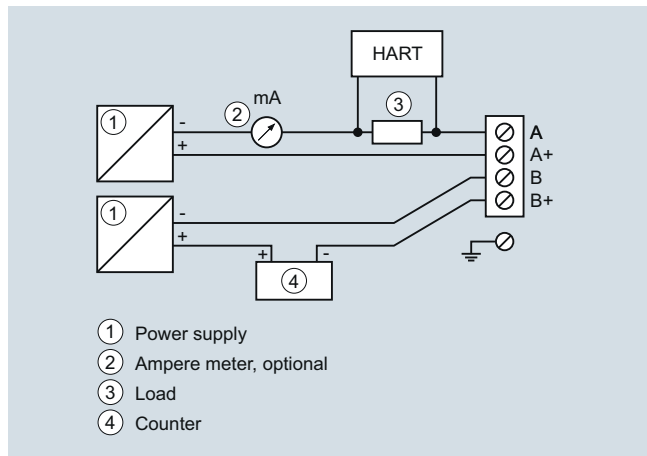 HART
mA
2
3
1
-
+
A
A+
B
B+
1
-
+
+
-
4
1 Power supply
2 Ampere meter, optional
3 Load
4 Counter